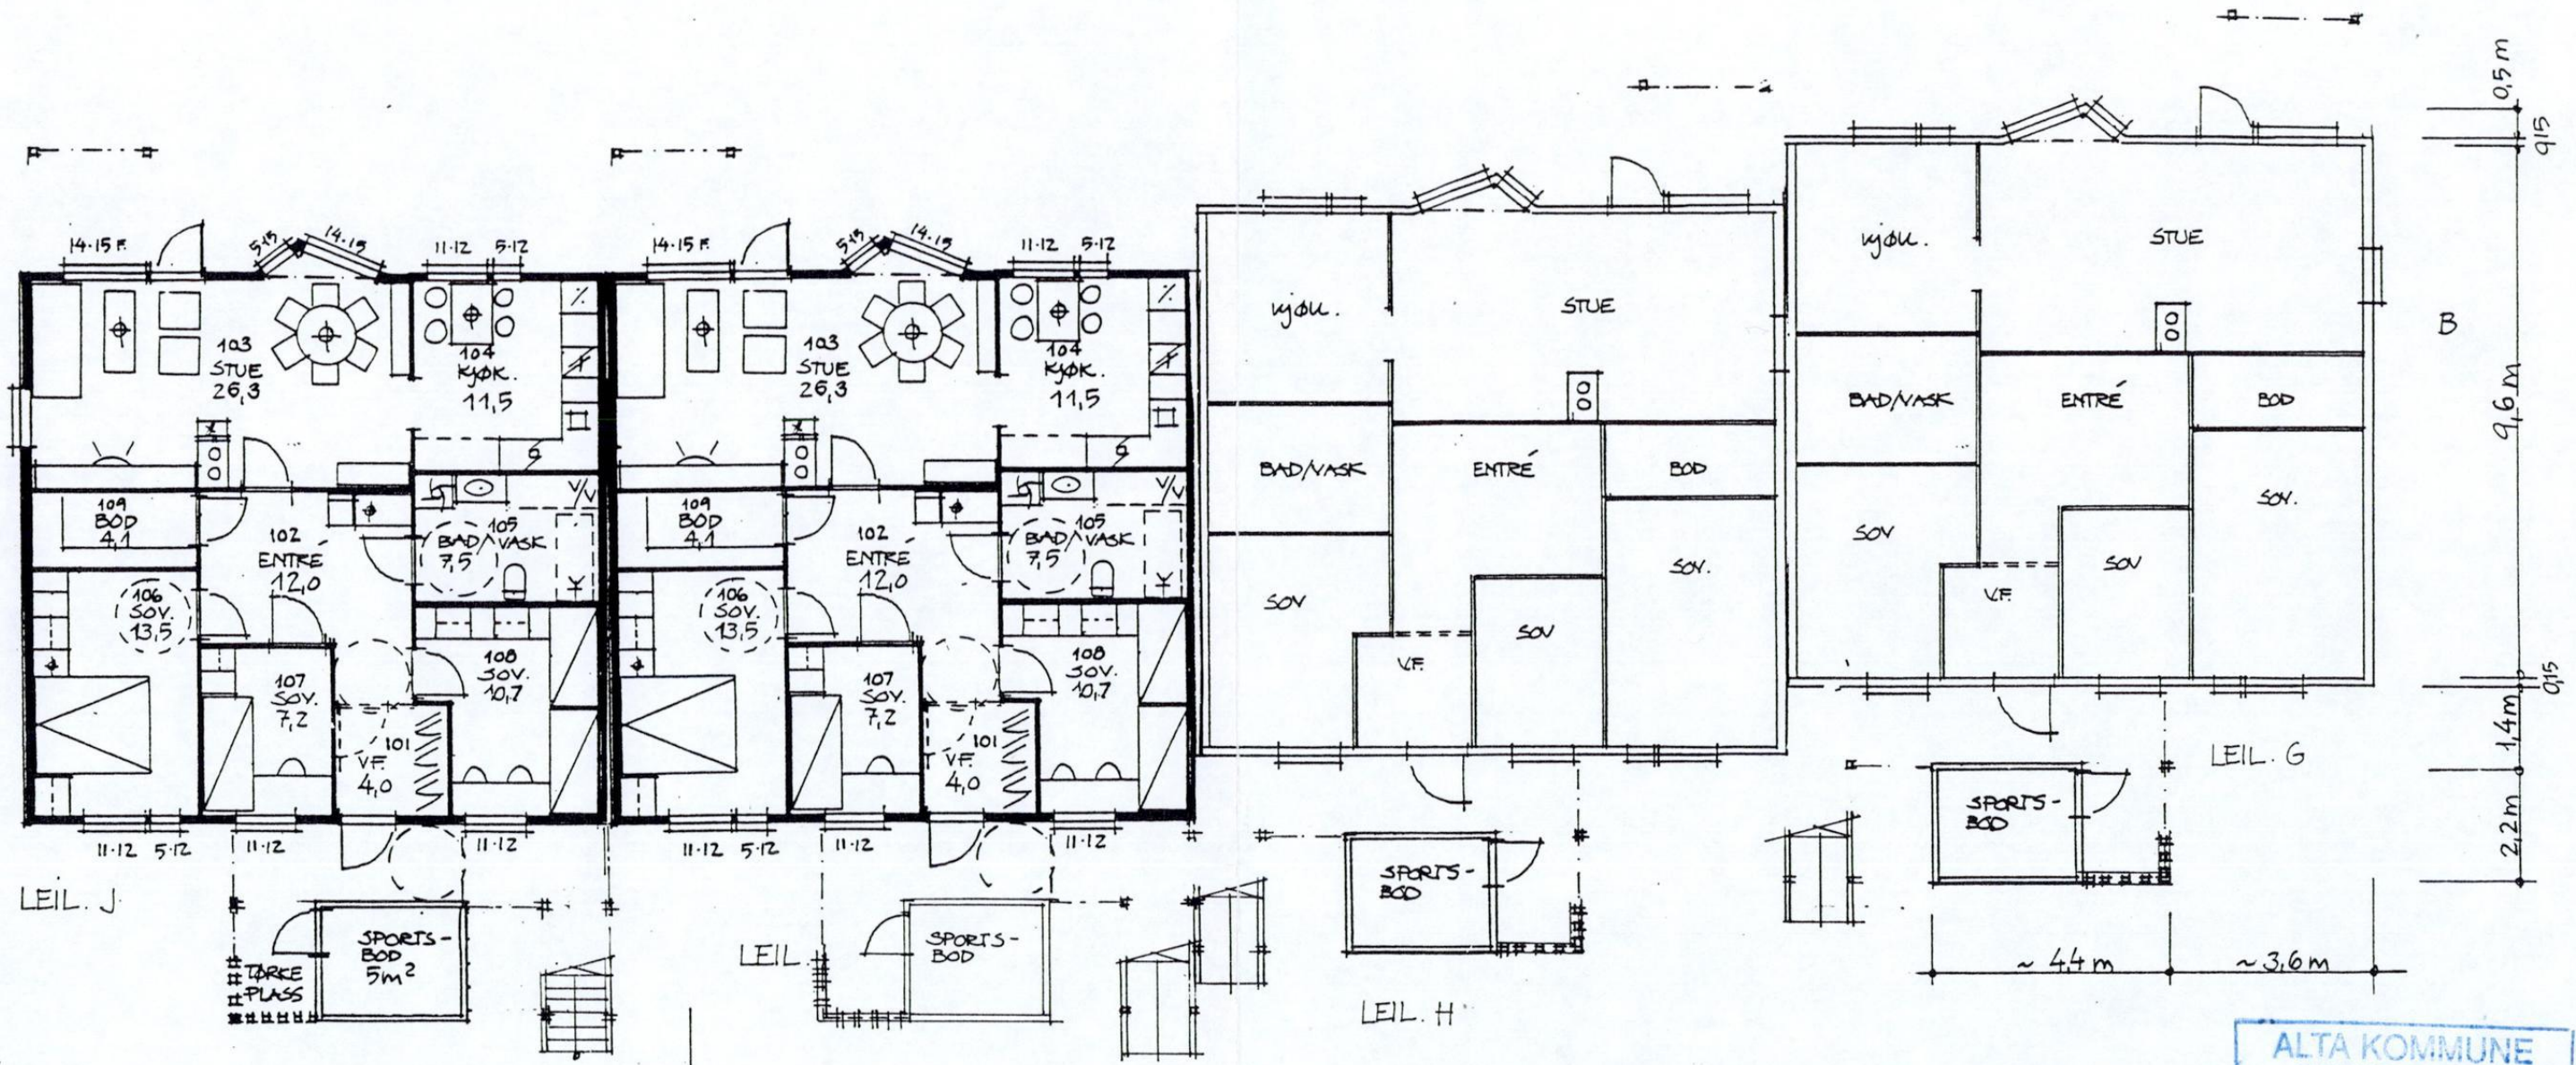 14·15 F.
5·15
14·15
11·12
5·12
103
STUE
26,3
104
KJØK.
11,5
109
BOD
4,1
102
ENTRÉ
12,0
105
BAD/VASK
7,5
106
SOV.
13,5
107
SOV.
7,2
101
VF.
4,0
108
SOV.
10,7
11·12
5·12
11·12
11·12
LEIL. J
SPORTS-
BOD
5m²
TØRKE
PLASS
14·15 F.
5·15
14·15
11·12
5·12
103
STUE
26,3
104
KJØK.
11,5
109
BOD
4,1
102
ENTRÉ
12,0
105
BAD/VASK
7,5
106
SOV.
13,5
107
SOV.
7,2
101
VF.
4,0
108
SOV.
10,7
11·12
5·12
11·12
11·12
LEIL.
SPORTS-
BOD
KJØK.
STUE
BAD/VASK
ENTRÉ
BOD
SOV
V.F.
SOV
SOV.
SPORTS-
BOD
LEIL. H
KJØK.
STUE
BAD/VASK
ENTRÉ
BOD
SOV
V.F.
SOV
SOV.
SPORTS-
BOD
LEIL. G
B
0,5 m
0,15
9,6 m
0,15
1,4 m
2,2 m
~ 4,4 m
~ 3,6 m
ALTA KOMMUNE